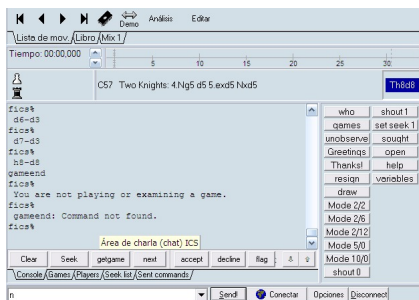 Demo Análisis Editar
Lista de mov. Libro Mix 1
Tiempo: 00:00,000 5 10 15 20 25 30
C57 Two Knights: 4.Ng5 d5 5.exd5 Nxd5 Th8d8
fics%
d6-d3
fics%
d7-d3
fics%
h8-d8
gameend
fics%
You are not playing or examining a game.
fics%
gameend: Command not found.
fics%
Área de charla (chat) ICS
who shout1
games set seek 1
unobserve sought
Greetings open
Thanks! help
resign variables
draw
Mode 2/2
Mode 2/6
Mode 2/12
Mode 5/0
Mode 10/0
shout 0
Clear Seek getgame next accept decline flag
Console Games Players Seek list Sent commands
n Send! Conectar Opciones Disconnect